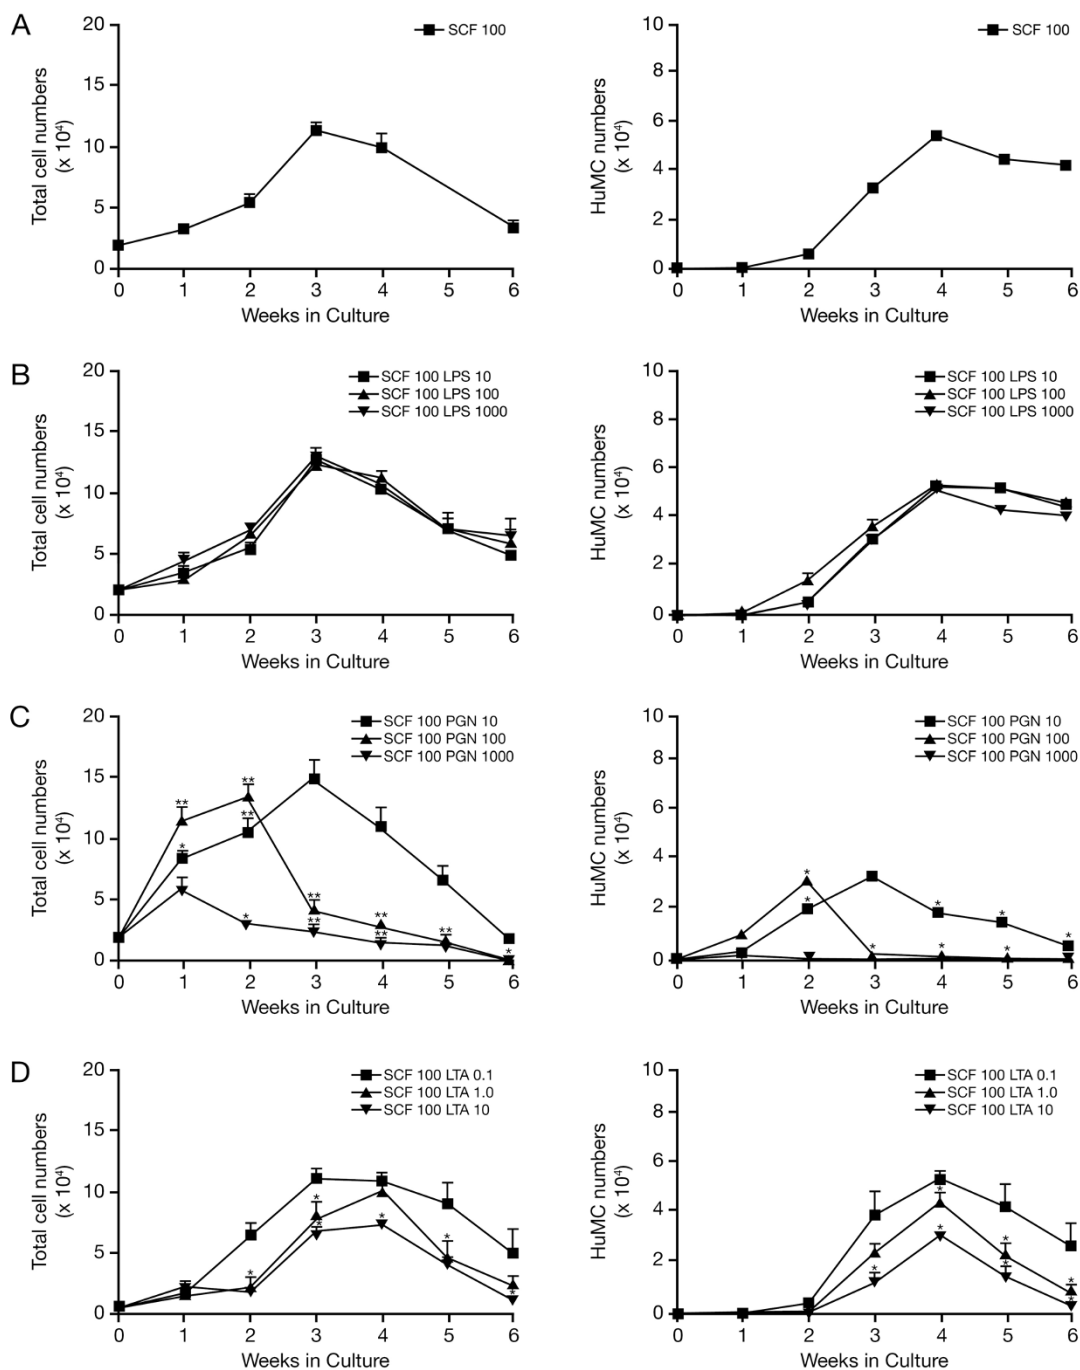 A
Total cell numbers
(x 10⁴)
20
15
10
5
0
SCF 100
0 1 2 3 4 5 6
Weeks in Culture
HuMC numbers
(x 10⁴)
10
8
6
4
2
0
SCF 100
0 1 2 3 4 5 6
Weeks in Culture
B
Total cell numbers
(x 10⁴)
20
15
10
5
0
SCF 100 LPS 10
SCF 100 LPS 100
SCF 100 LPS 1000
0 1 2 3 4 5 6
Weeks in Culture
HuMC numbers
(x 10⁴)
10
8
6
4
2
0
SCF 100 LPS 10
SCF 100 LPS 100
SCF 100 LPS 1000
0 1 2 3 4 5 6
Weeks in Culture
C
Total cell numbers
(x 10⁴)
20
15
10
5
0
SCF 100 PGN 10
SCF 100 PGN 100
SCF 100 PGN 1000
0 1 2 3 4 5 6
Weeks in Culture
HuMC numbers
(x 10⁴)
10
8
6
4
2
0
SCF 100 PGN 10
SCF 100 PGN 100
SCF 100 PGN 1000
0 1 2 3 4 5 6
Weeks in Culture
D
Total cell numbers
(x 10⁴)
20
15
10
5
0
SCF 100 LTA 0.1
SCF 100 LTA 1.0
SCF 100 LTA 10
0 1 2 3 4 5 6
Weeks in Culture
HuMC numbers
(x 10⁴)
10
8
6
4
2
0
SCF 100 LTA 0.1
SCF 100 LTA 1.0
SCF 100 LTA 10
0 1 2 3 4 5 6
Weeks in Culture